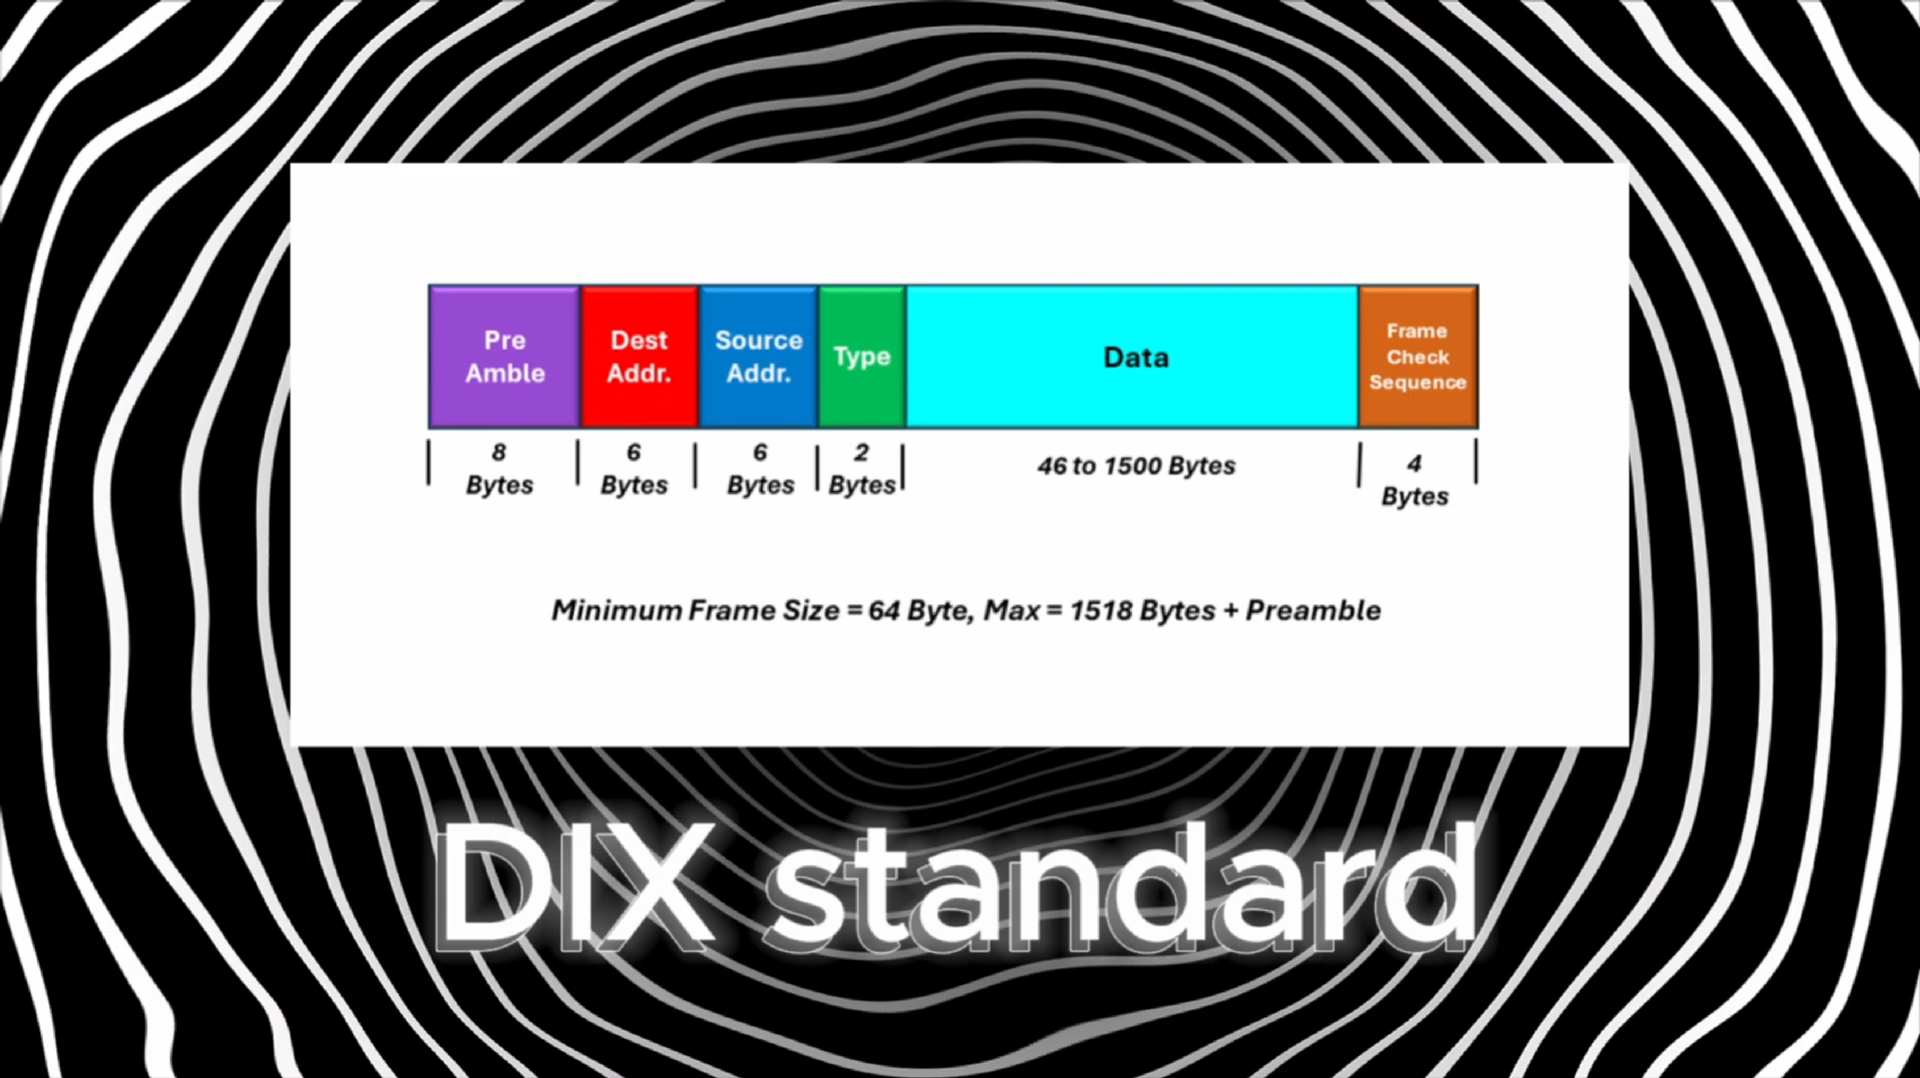 Pre
Amble
Dest
Addr.
Source
Addr.
Type
Data
Frame
Check
Sequence
8
Bytes
6
Bytes
6
Bytes
2
Bytes
46 to 1500 Bytes
4
Bytes
Minimum Frame Size = 64 Byte, Max = 1518 Bytes + Preamble
DIX standard